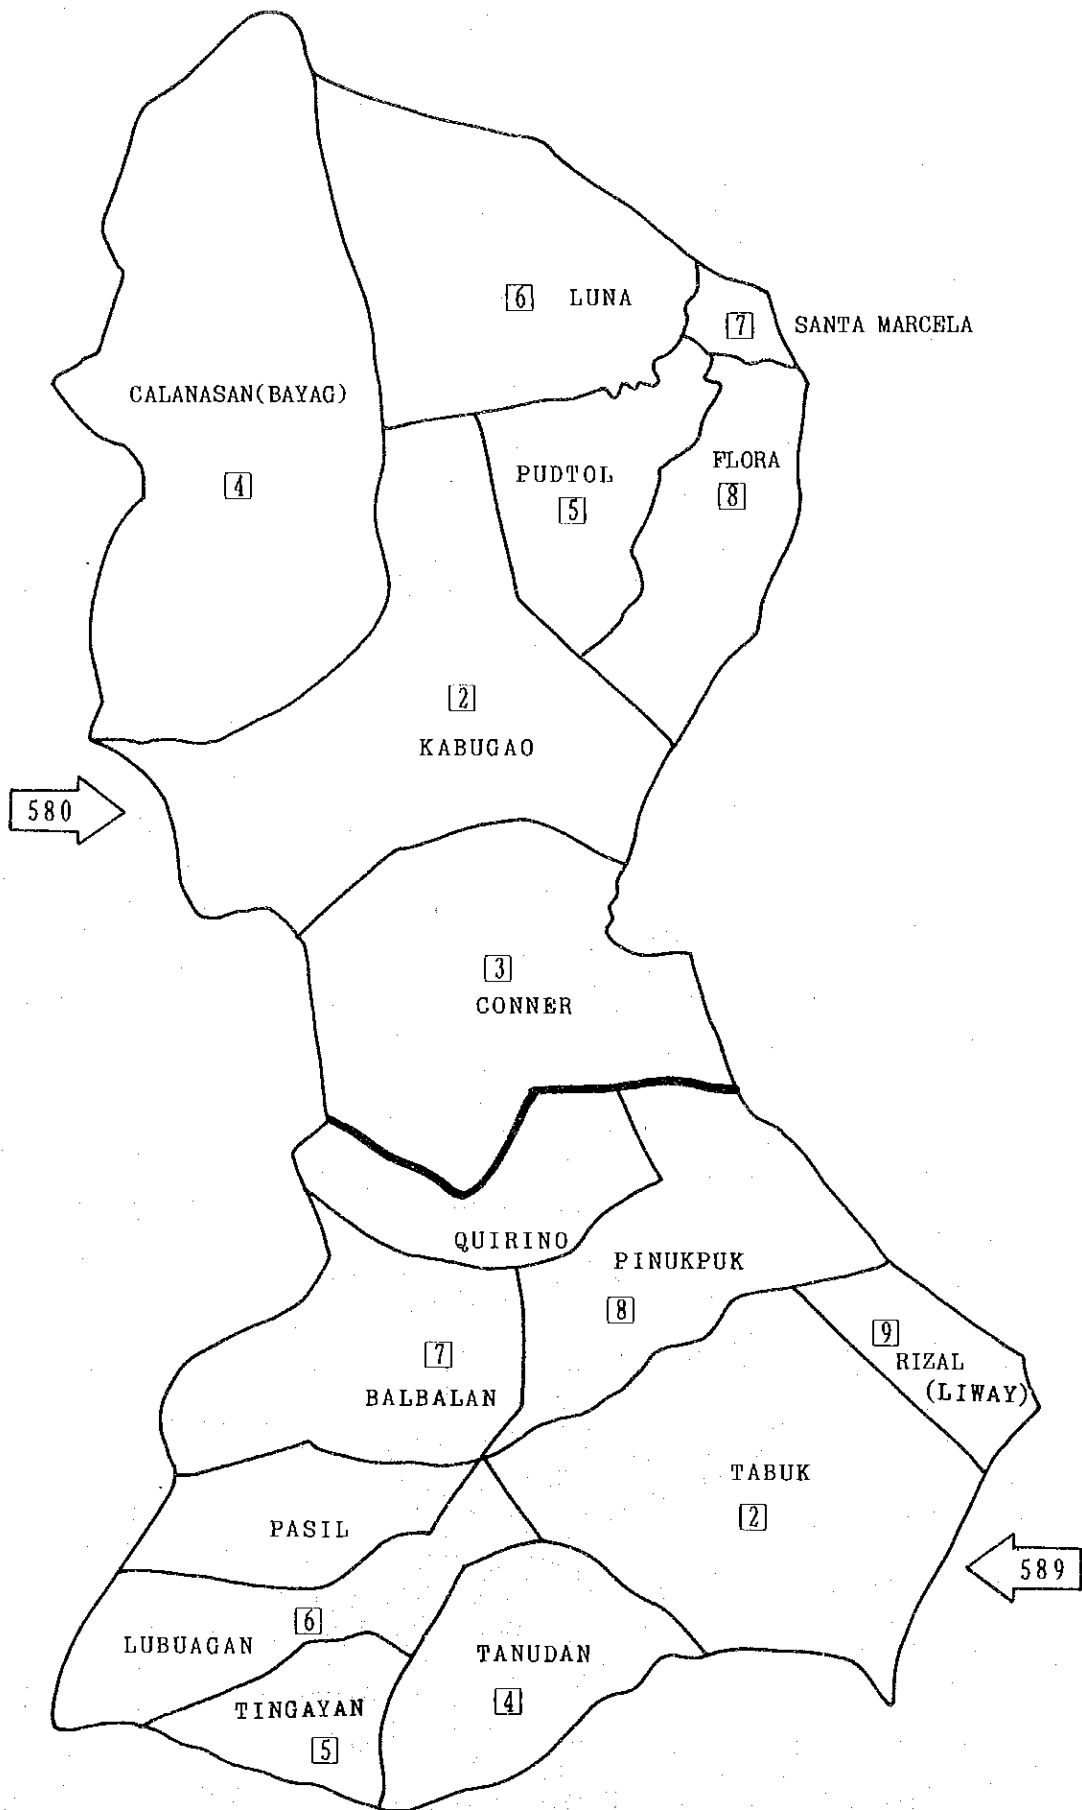 6 LUNA
7 SANTA MARCELA
CALANASAN(BAYAG)
4
PUDTOL
5
FLORA
8
2
KABUGAO
580
3
CONNER
QUIRINO
PINUKPUK
8
9
RIZAL
(LIWAY)
7
BALBALAN
TABUK
2
PASIL
589
6
LUBUAGAN
TANUDAN
4
TINGAYAN
5